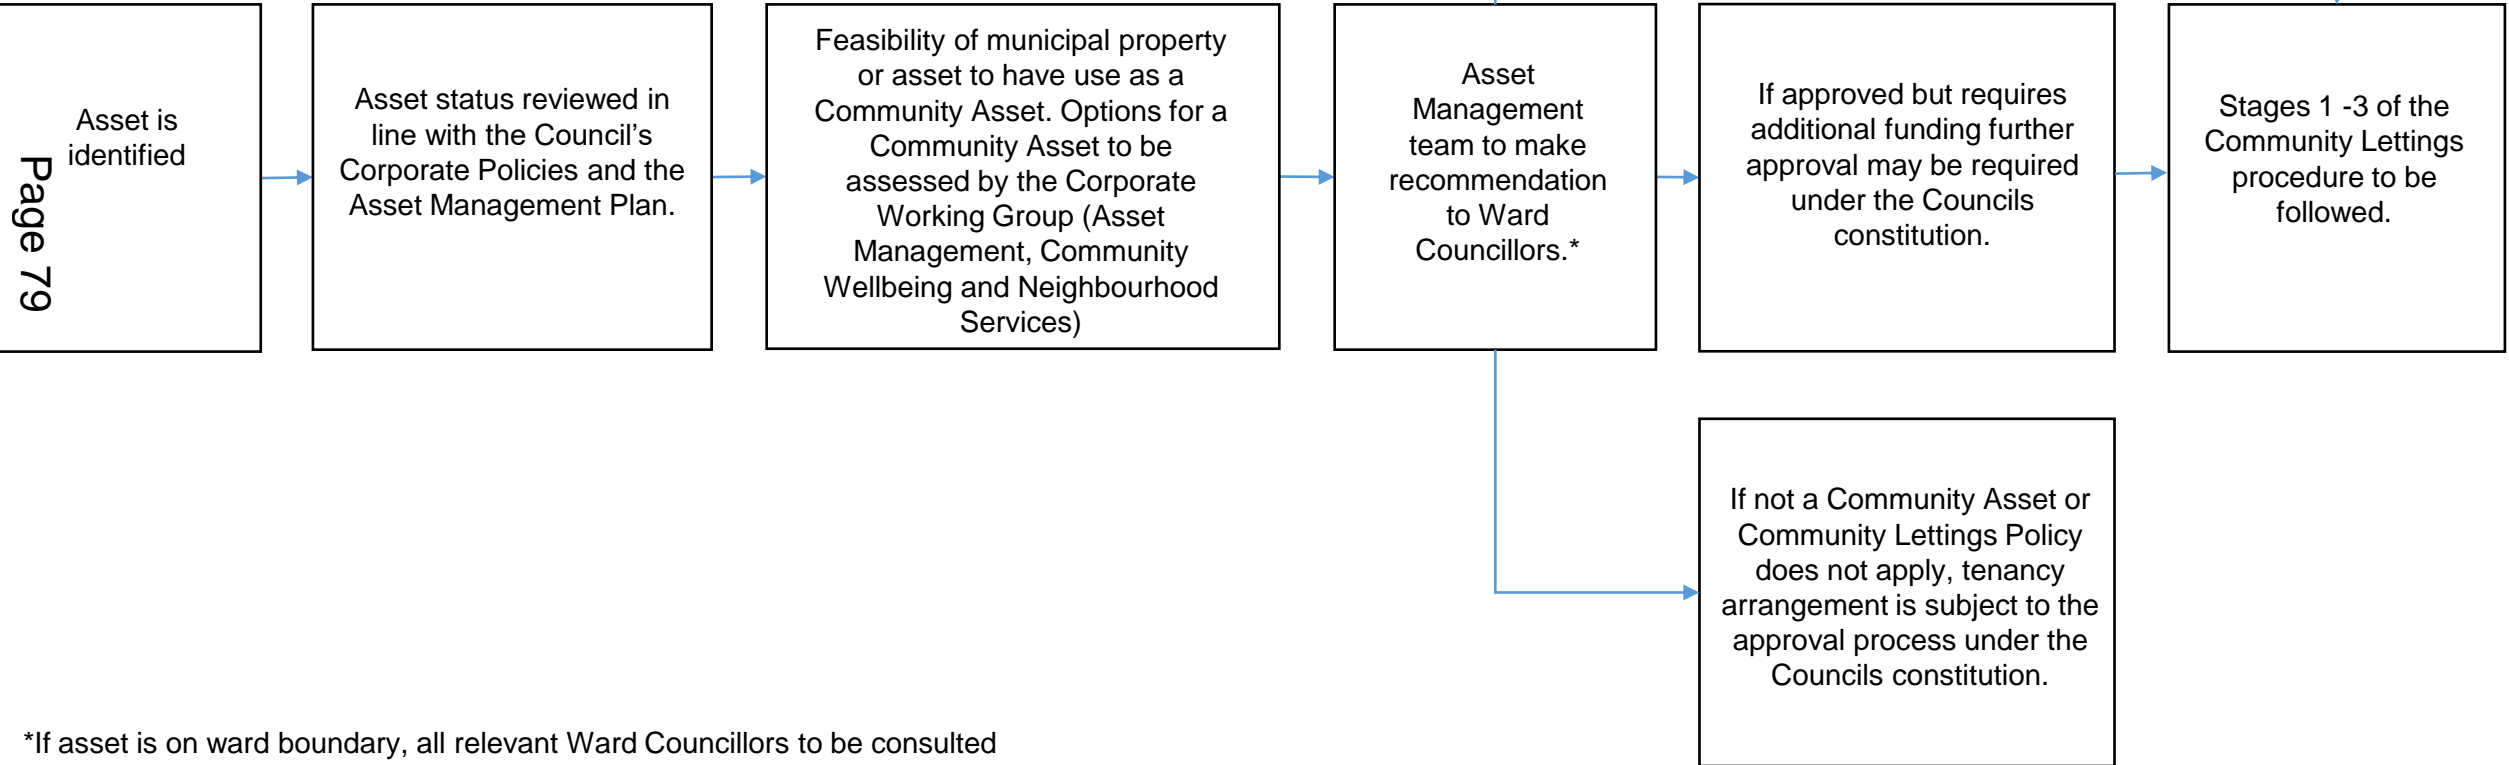 Page 79
Asset is
identified
Asset status reviewed in
line with the Council’s
Corporate Policies and the
Asset Management Plan.
Feasibility of municipal property
or asset to have use as a
Community Asset. Options for a
Community Asset to be
assessed by the Corporate
Working Group (Asset
Management, Community
Wellbeing and Neighbourhood
Services)
Asset
Management
team to make
recommendation
to Ward
Councillors.*
If approved but requires
additional funding further
approval may be required
under the Councils
constitution.
Stages 1 -3 of the
Community Lettings
procedure to be
followed.
If not a Community Asset or
Community Lettings Policy
does not apply, tenancy
arrangement is subject to the
approval process under the
Councils constitution.
*If asset is on ward boundary, all relevant Ward Councillors to be consulted